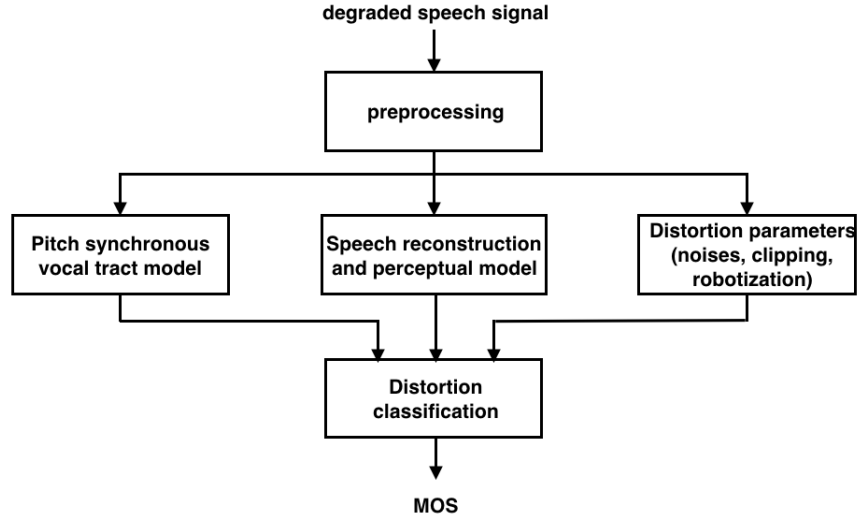 degraded speech signal
preprocessing
Pitch synchronous
vocal tract model
Speech reconstruction
and perceptual model
Distortion parameters
(noises, clipping,
robotization)
Distortion
classification
MOS